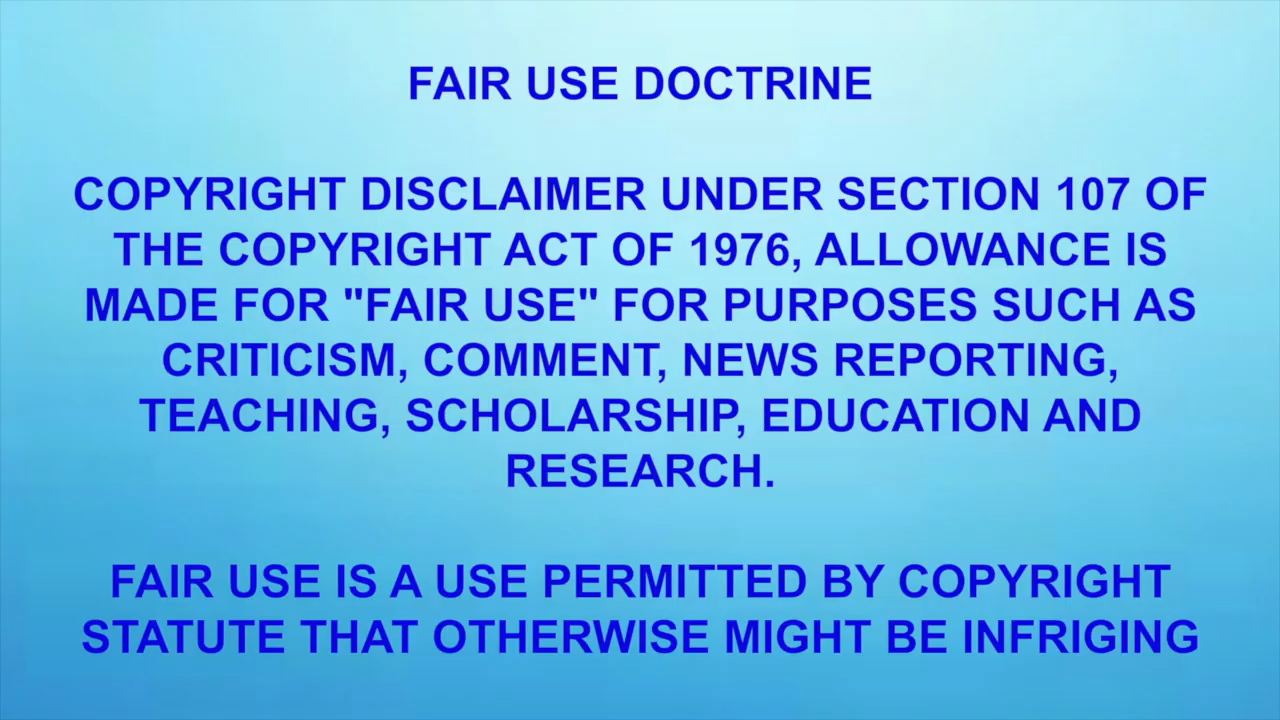 FAIR USE DOCTRINE
COPYRIGHT DISCLAIMER UNDER SECTION 107 OF
THE COPYRIGHT ACT OF 1976, ALLOWANCE IS
MADE FOR "FAIR USE" FOR PURPOSES SUCH AS
CRITICISM, COMMENT, NEWS REPORTING,
TEACHING, SCHOLARSHIP, EDUCATION AND
RESEARCH.
FAIR USE IS A USE PERMITTED BY COPYRIGHT
STATUTE THAT OTHERWISE MIGHT BE INFRIGING